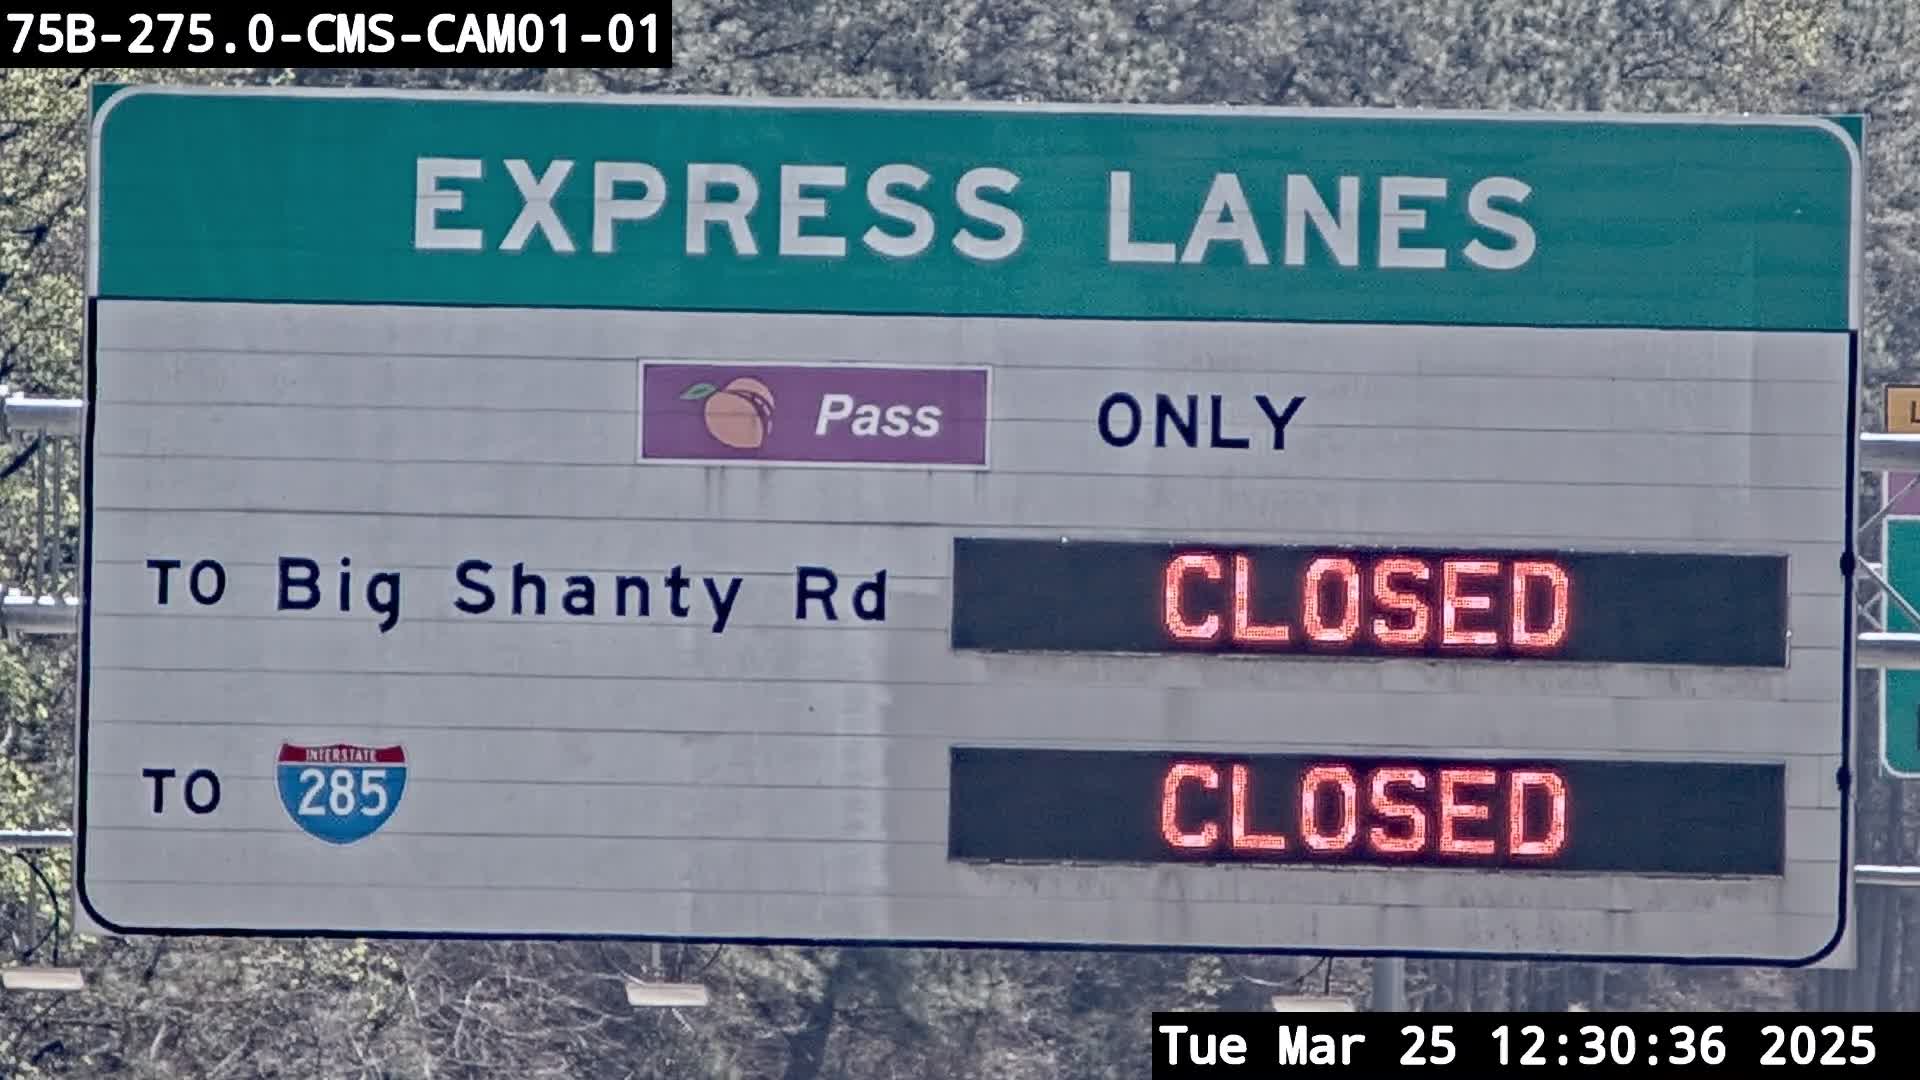 75B-275.0-CMS-CAM01-01
EXPRESS LANES
Pass ONLY
TO Big Shanty Rd CLOSED
TO INTERSTATE 285 CLOSED
Tue Mar 25 12:30:36 2025